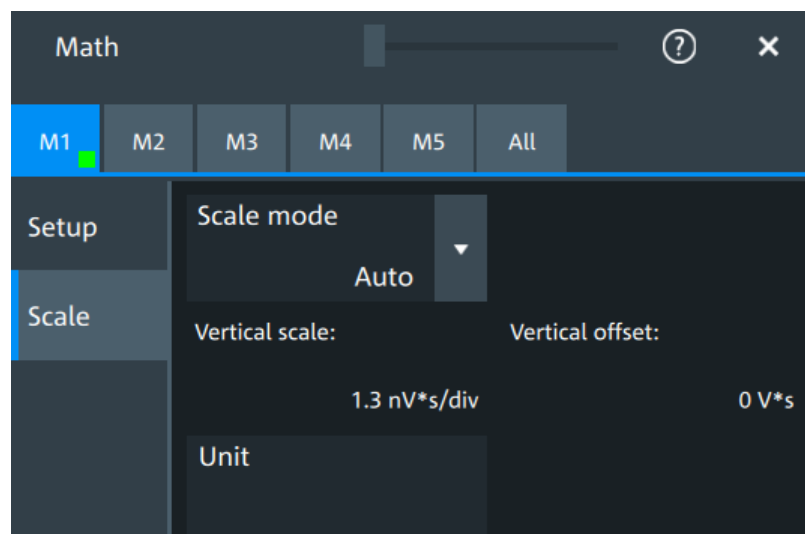 Math ? ×
M1 M2 M3 M4 M5 All
Setup
Scale
Scale mode
Auto
Vertical scale: Vertical offset:
1.3 nV*s/div 0 V*s
Unit